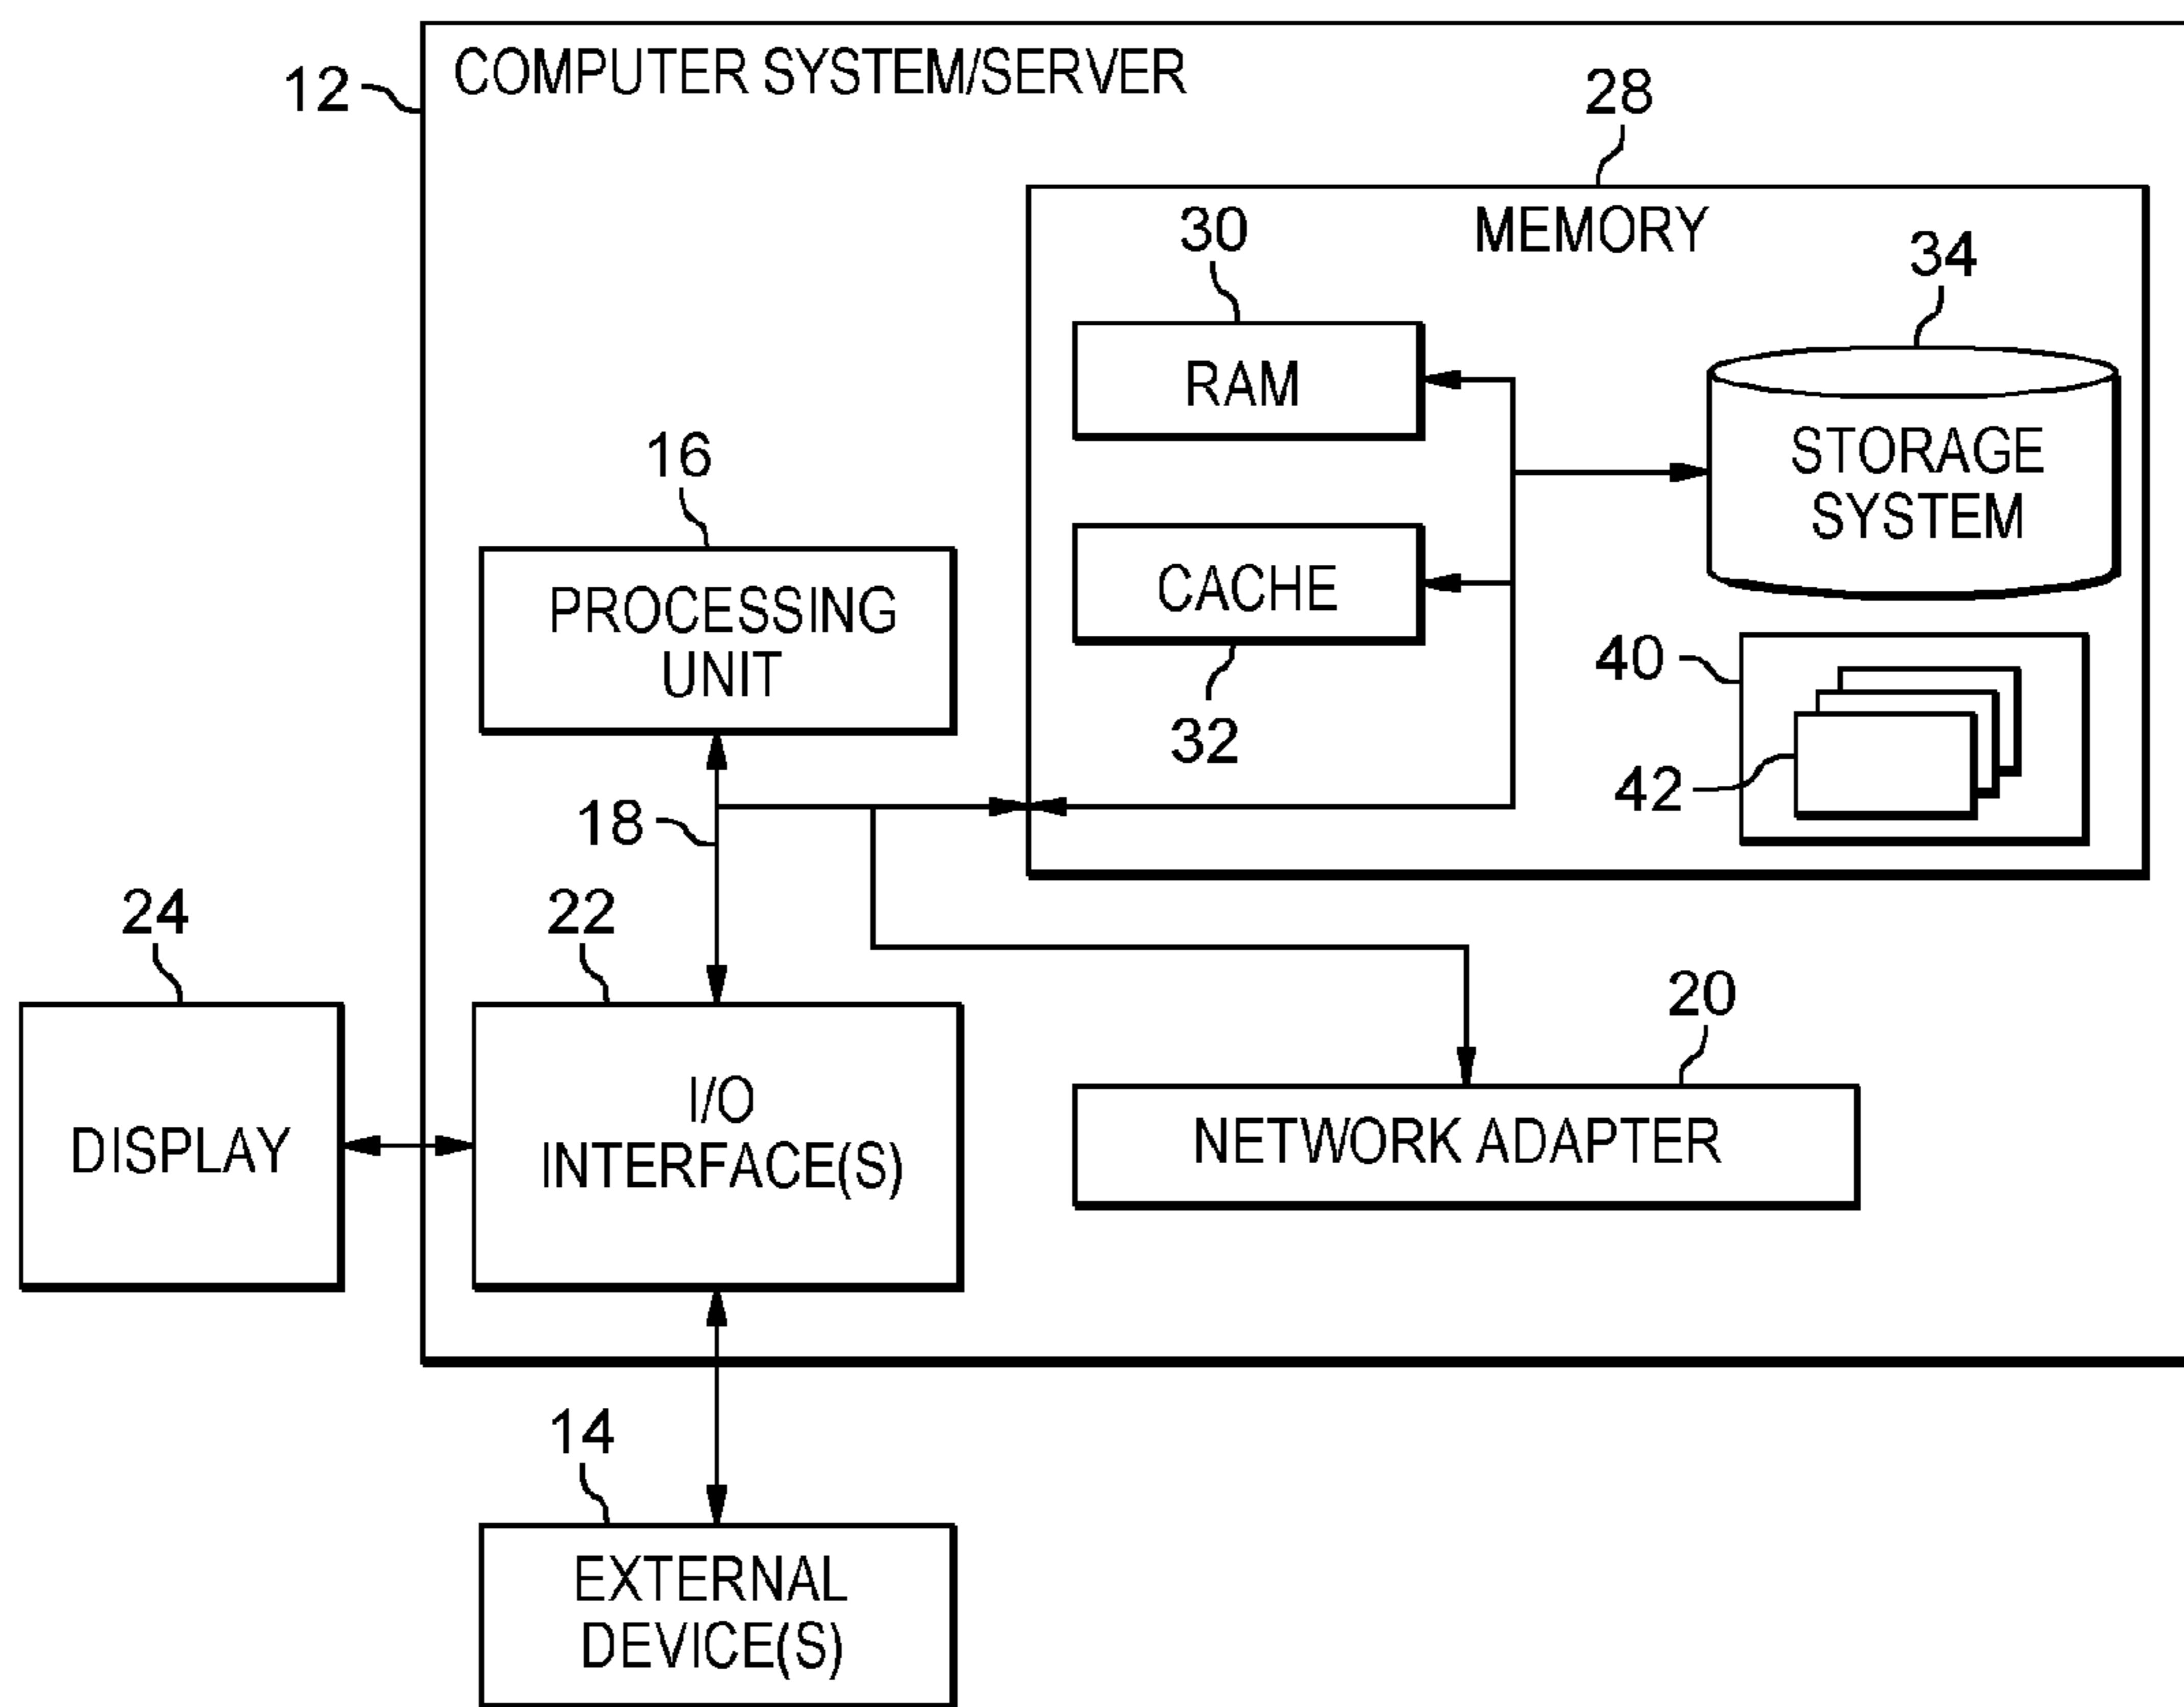 12
COMPUTER SYSTEM/SERVER
28
MEMORY
30
RAM
34
STORAGE
SYSTEM
16
PROCESSING
UNIT
CACHE
32
40
42
18
24
DISPLAY
22
I/O
INTERFACE(S)
20
NETWORK ADAPTER
14
EXTERNAL
DEVICE(S)